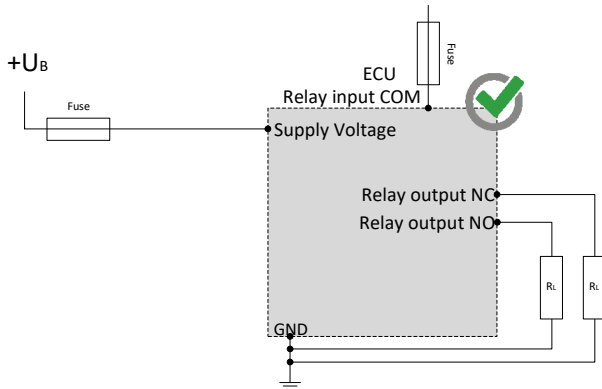 +UB
Fuse
Fuse
ECU
Relay input COM
Supply Voltage
Relay output NC
Relay output NO
RL
RL
GND